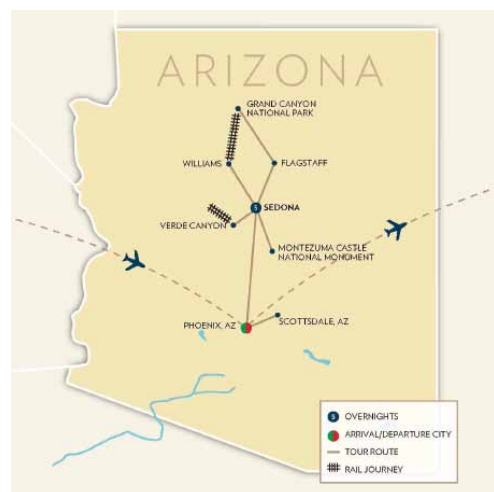 ARIZONA
GRAND CANYON
NATIONAL PARK
WILLIAMS
FLAGSTAFF
5
SEDONA
VERDE CANYON
MONTEZUMA CASTLE
NATIONAL MONUMENT
PHOENIX, AZ
SCOTTSDALE, AZ
5 OVERNIGHTS
ARRIVAL/DEPARTURE CITY
TOUR ROUTE
RAIL JOURNEY